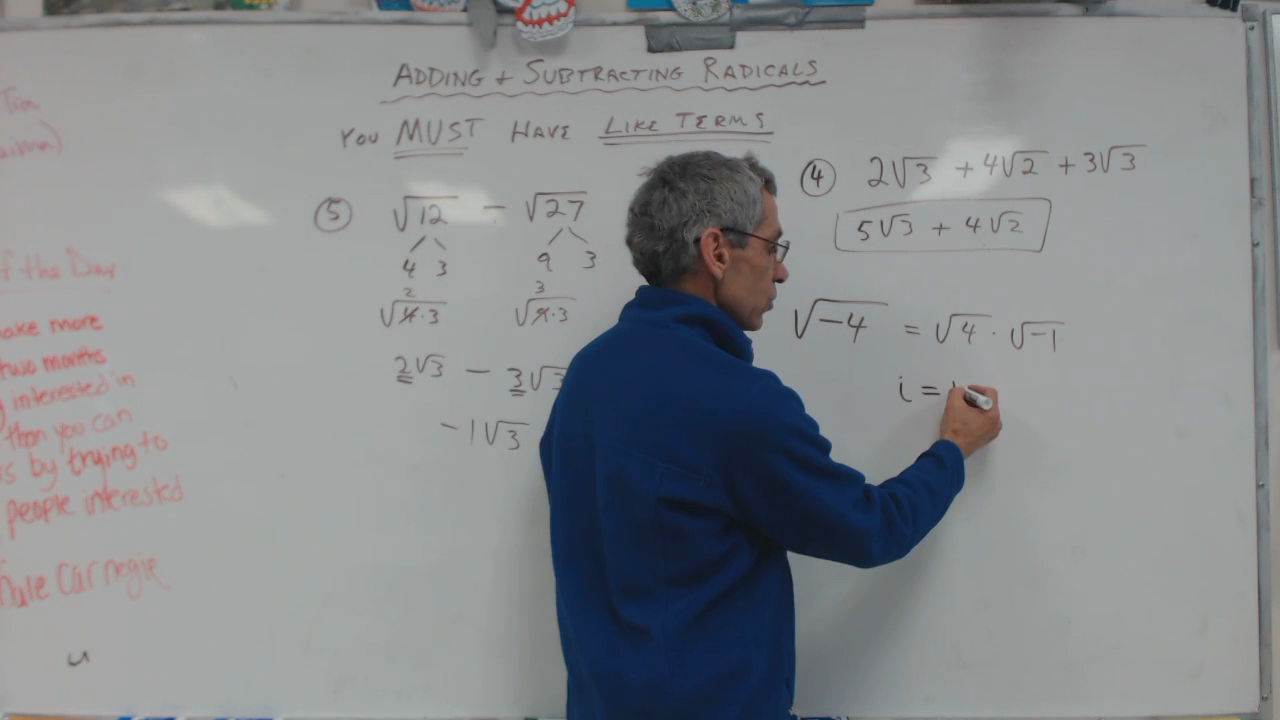 Tia
ADDING + SUBTRACTING RADICALS
YOU MUST HAVE LIKE TERMS
⑤ √12 − √27
4 3 9 3
2 3
√4·3 √9·3
2√3 − 3√3
−1√3
④ 2√3 + 4√2 + 3√3
5√3 + 4√2
√−4 = √4 · √−1
i =
f the Day
make more
two months
interested in
than you can
s by trying to
people interested
Dale Carnegie